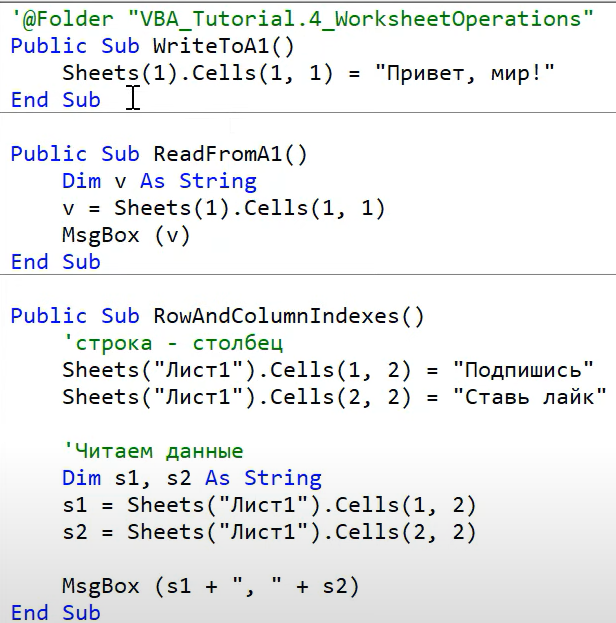 '@Folder "VBA_Tutorial.4_WorksheetOperations"
Public Sub WriteToA1()
    Sheets(1).Cells(1, 1) = "Привет, мир!"
End Sub
Public Sub ReadFromA1()
    Dim v As String
    v = Sheets(1).Cells(1, 1)
    MsgBox (v)
End Sub
Public Sub RowAndColumnIndexes()
    'строка - столбец
    Sheets("Лист1").Cells(1, 2) = "Подпишись"
    Sheets("Лист1").Cells(2, 2) = "Ставь лайк"
    'Читаем данные
    Dim s1, s2 As String
    s1 = Sheets("Лист1").Cells(1, 2)
    s2 = Sheets("Лист1").Cells(2, 2)
    MsgBox (s1 + ", " + s2)
End Sub